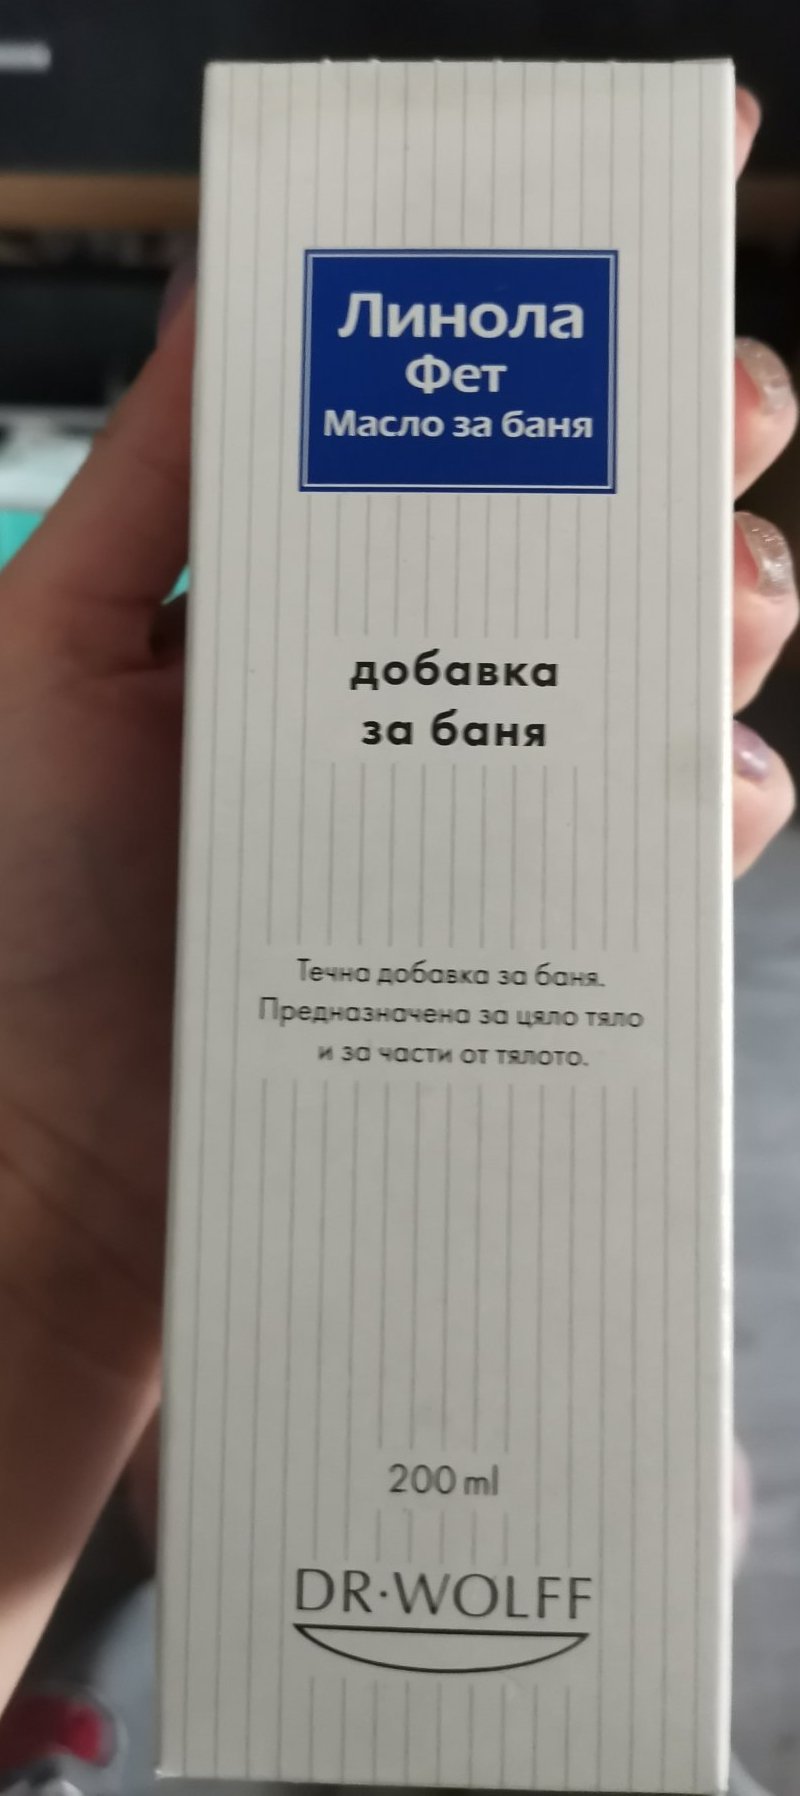 Линола
Фет
Масло за баня
добавка
за баня
Течна добавка за баня.
Предназначена за цяло тяло
и за части от тялото.
200 ml
DR·WOLFF